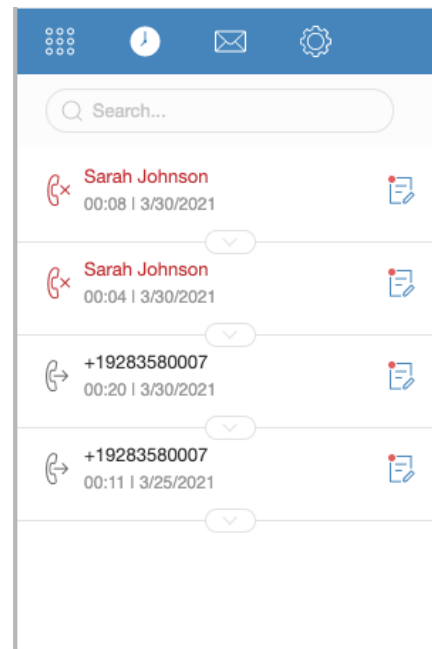 Search...
Sarah Johnson
00:08 | 3/30/2021
Sarah Johnson
00:04 | 3/30/2021
+19283580007
00:20 | 3/30/2021
+19283580007
00:11 | 3/25/2021